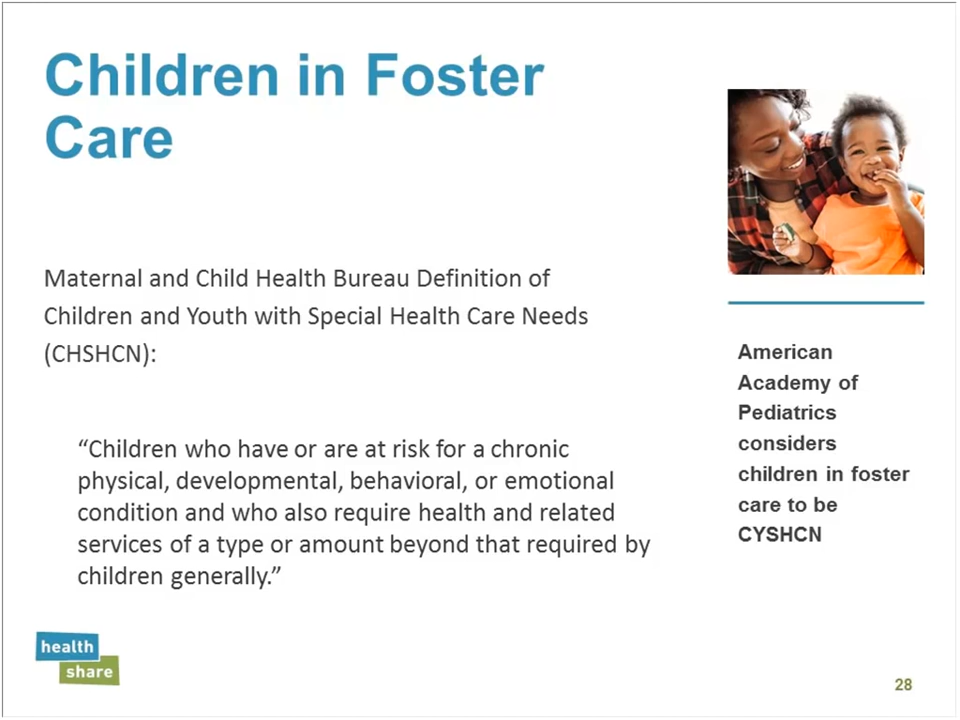 Children in Foster
Care
Maternal and Child Health Bureau Definition of
Children and Youth with Special Health Care Needs
(CHSHCN):
“Children who have or are at risk for a chronic
physical, developmental, behavioral, or emotional
condition and who also require health and related
services of a type or amount beyond that required by
children generally.”
American
Academy of
Pediatrics
considers
children in foster
care to be
CYSHCN
health
share
28